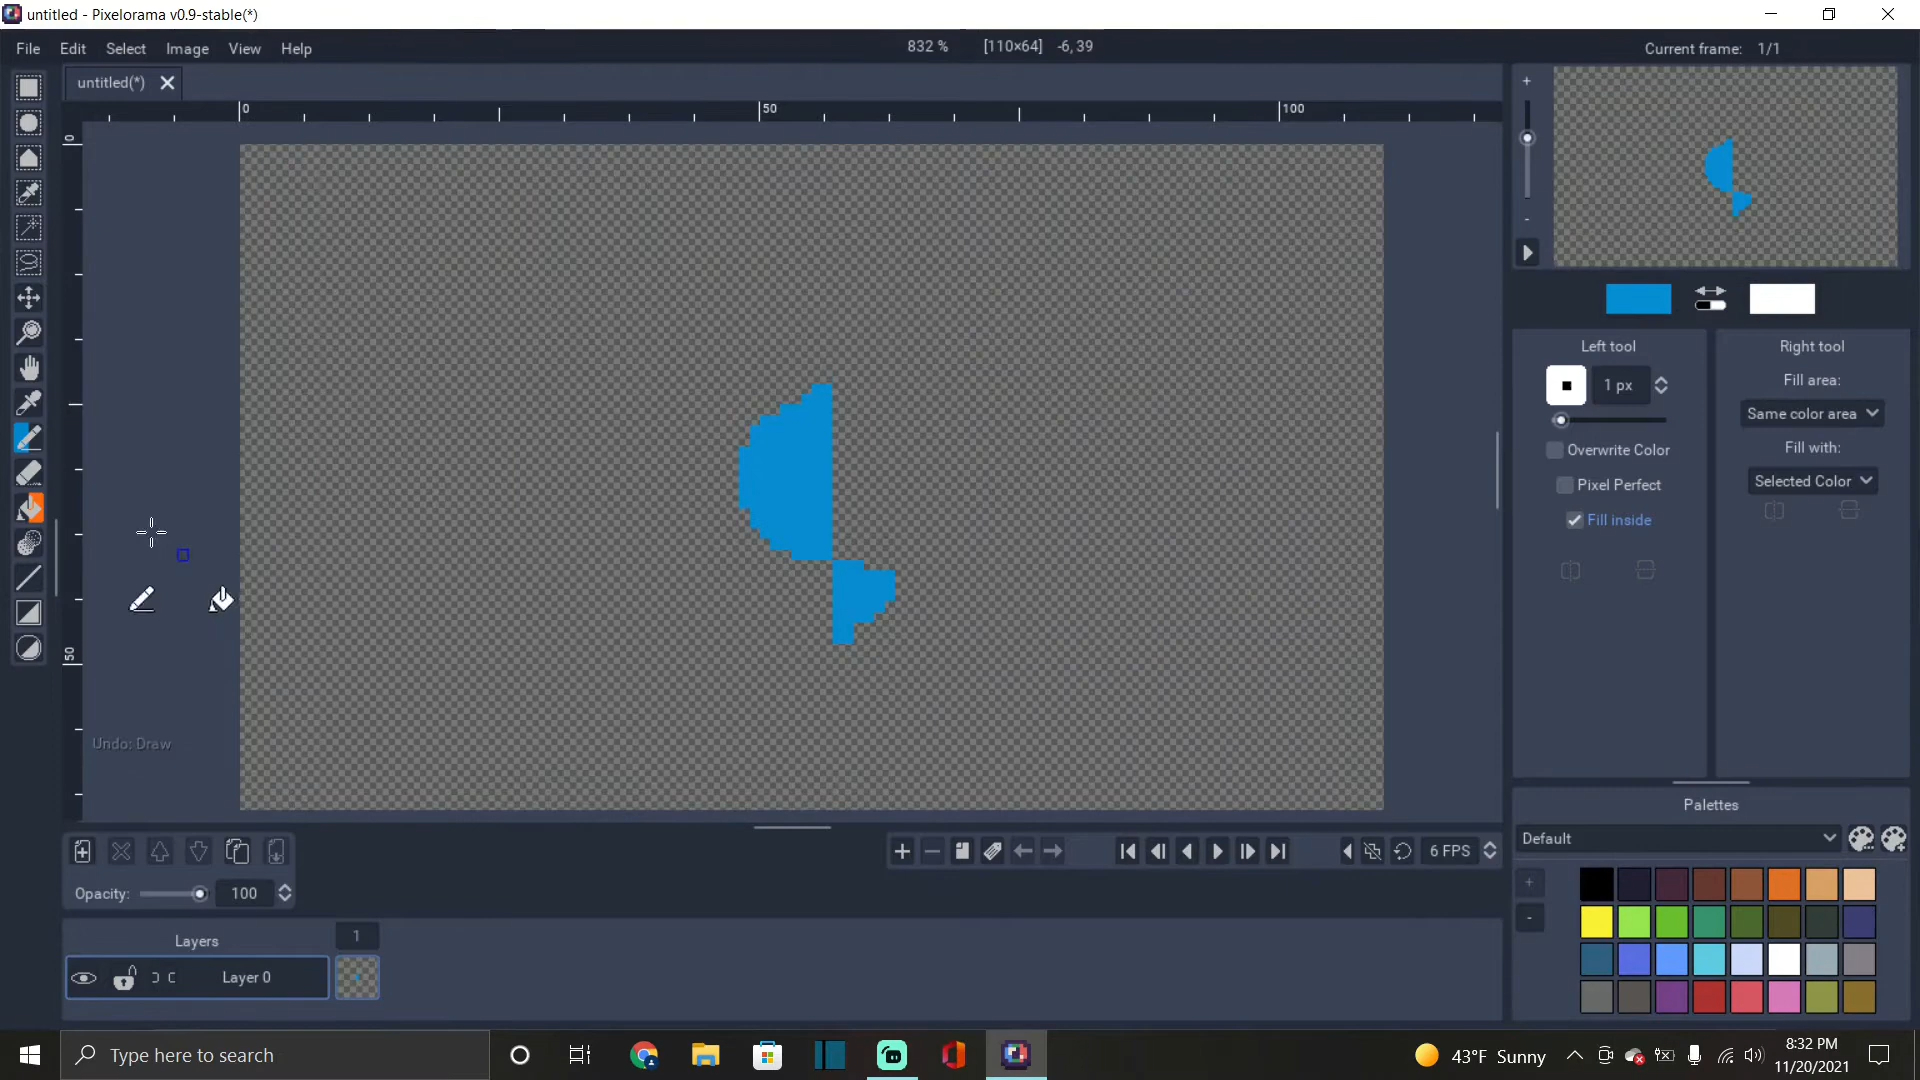 untitled - Pixelorama v0.9-stable(*)
File Edit Select Image View Help
832 % [110×64] -6, 39
Current frame: 1/1
untitled(*)
0 50 100
0
50
Undo: Draw
Left tool
1 px
Overwrite Color
Pixel Perfect
Fill inside
Right tool
Fill area:
Same color area
Fill with:
Selected Color
Palettes
Default
6 FPS
Opacity: 100
Layers 1
Layer 0
Type here to search
43°F Sunny
8:32 PM
11/20/2021